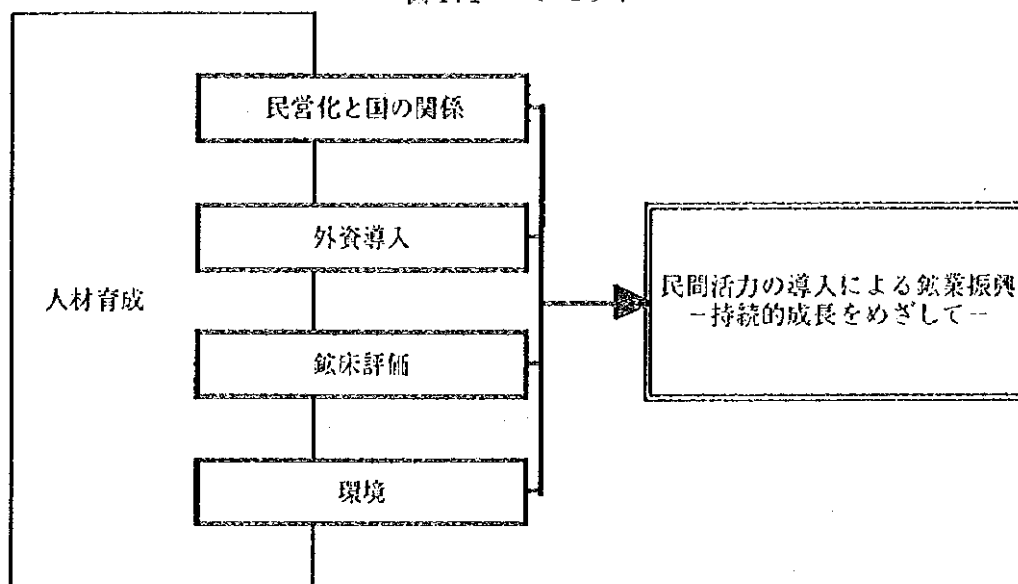 民営化と国の関係
外資導入
人材育成
鉱床評価
環境
民間活力の導入による鉱業振興
−持続的成長をめざして−